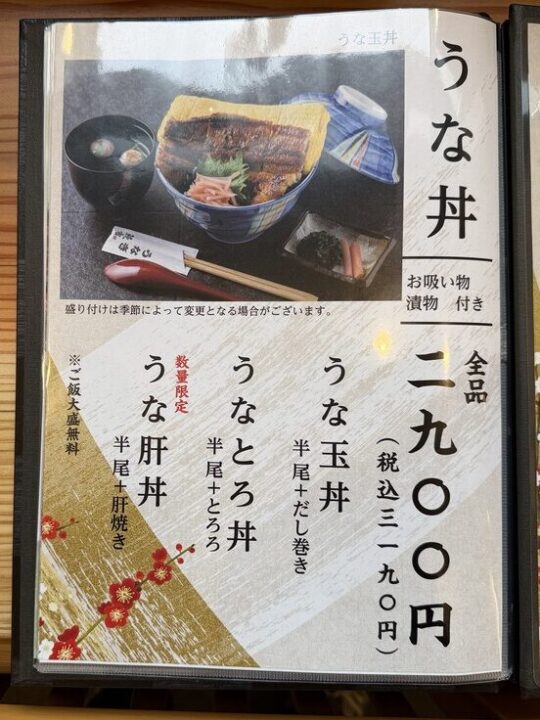 うな丼
お吸い物
漬物 付き
全品
二九〇〇円
(税込三一九〇円)
うな玉丼
盛り付けは季節によって変更となる場合がございます。
うな玉丼
半尾+だし巻き
うなとろ丼
半尾+とろろ
数量限定
うな肝丼
半尾+肝焼き
※ご飯大盛無料